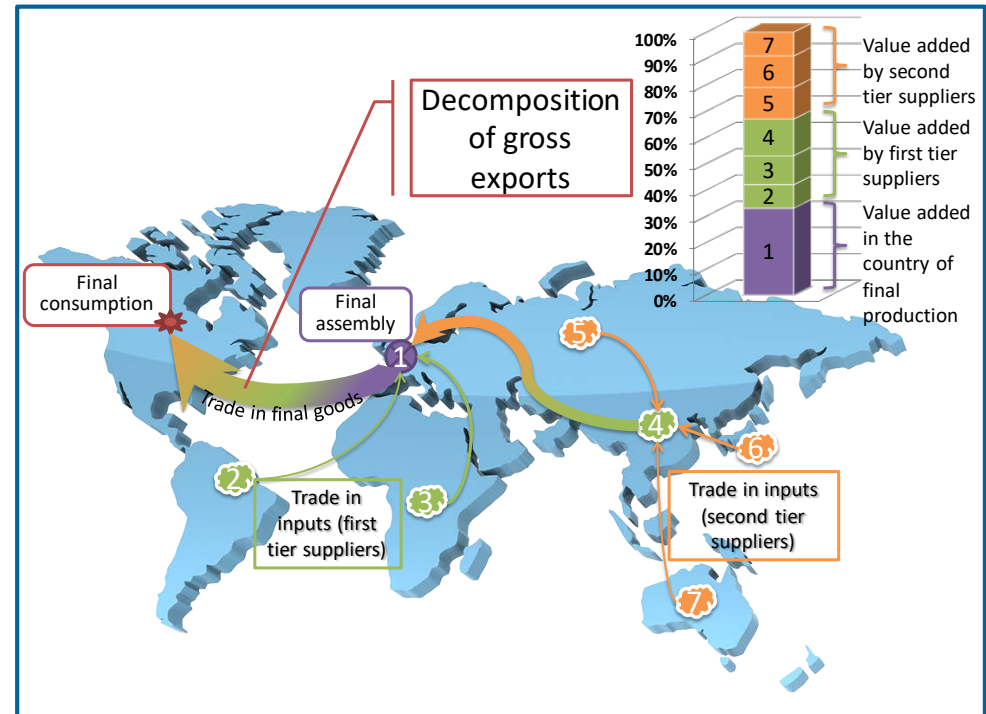 Decomposition
of gross
exports
100%
90%
80%
70%
60%
50%
40%
30%
20%
10%
0%
7
6
5
4
3
2
1
Value added
by second
tier suppliers
Value added
by first tier
suppliers
Value added
in the
country of
final
production
Final
consumption
Final
assembly
1
Trade in final goods
2
3
4
5
6
7
Trade in
inputs (first
tier suppliers)
Trade in inputs
(second tier
suppliers)